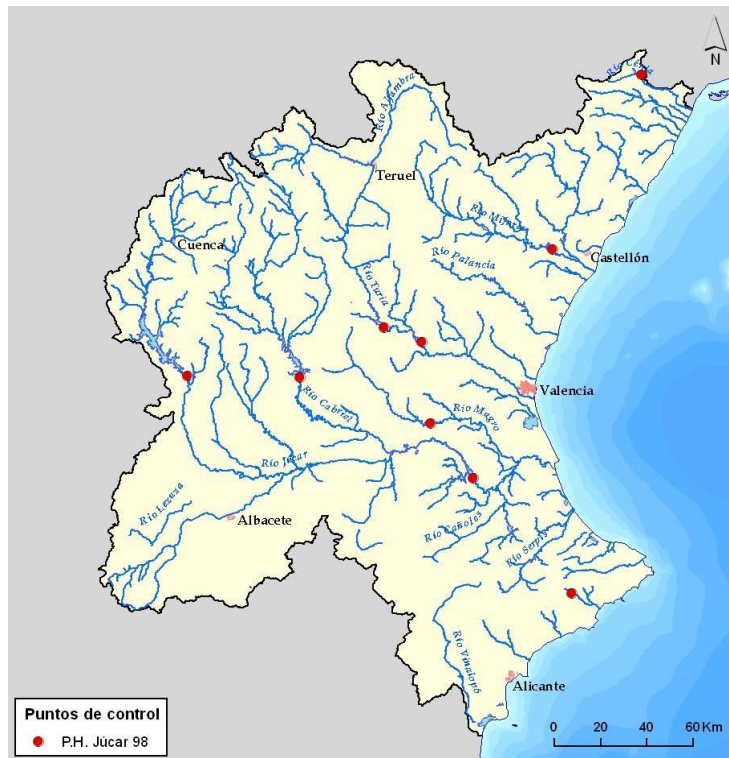 N
Río Cenia
Río Alfambra
Teruel
Río Mijares
Cuenca
Castellón
Río Palancia
Río Turia
Valencia
Río Cabriel
Río Magro
Río Júcar
Río Lezuza
Albacete
Río Cañoles
Río Serpis
Río Vinalopó
Alicante
Puntos de control
P.H. Júcar 98
0 20 40 60 Km